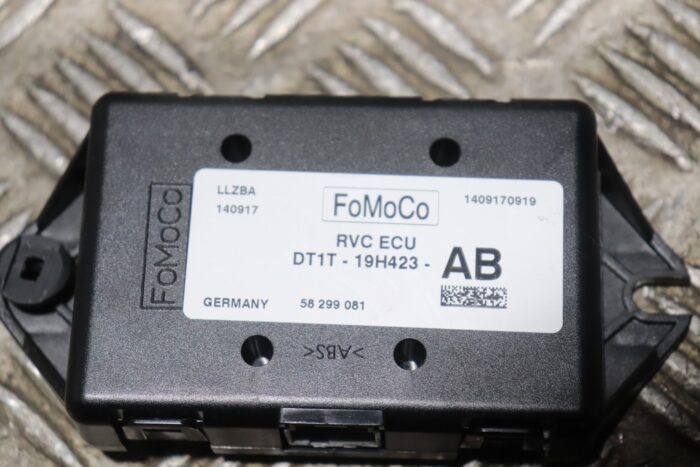 LLZBA
140917
FoMoCo
1409170919
RVC ECU
DT1T - 19H423 - AB
GERMANY 58 299 081
FoMoCo
>ABS<